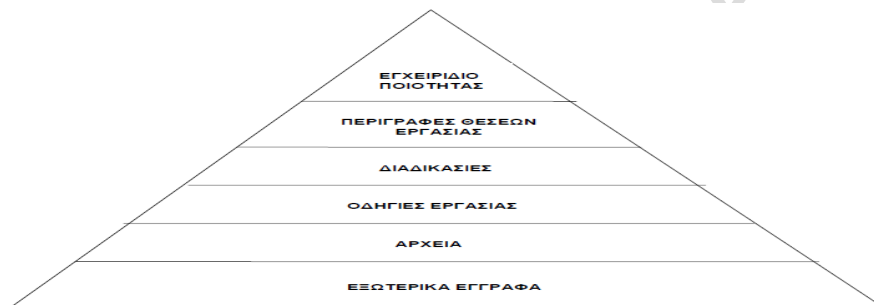 ΕΓΧΕΙΡΙΔΙΟ
ΠΟΙΟΤΗΤΑΣ
ΠΕΡΙΓΡΑΦΕΣ ΘΕΣΕΩΝ
ΕΡΓΑΣΙΑΣ
ΔΙΑΔΙΚΑΣΙΕΣ
ΟΔΗΓΙΕΣ ΕΡΓΑΣΙΑΣ
ΑΡΧΕΙΑ
ΕΞΩΤΕΡΙΚΑ ΕΓΓΡΑΦΑ